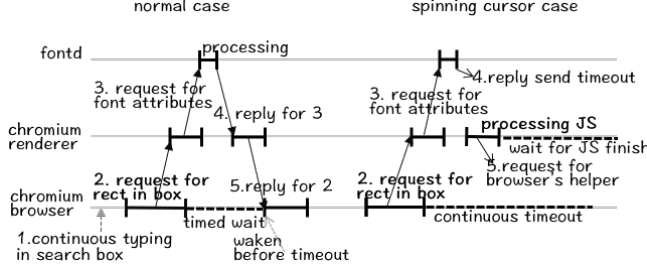 normal case
spinning cursor case
fontd
processing
4.reply send timeout
3. request for
font attributes
4. reply for 3
3. request for
font attributes
chromium
renderer
processing JS
wait for JS finish
5.request for
browser's helper
2. request for
rect in box
5.reply for 2
2. request for
rect in box
chromium
browser
timed wait
continuous timeout
1.continuous typing
in search box
waken
before timeout